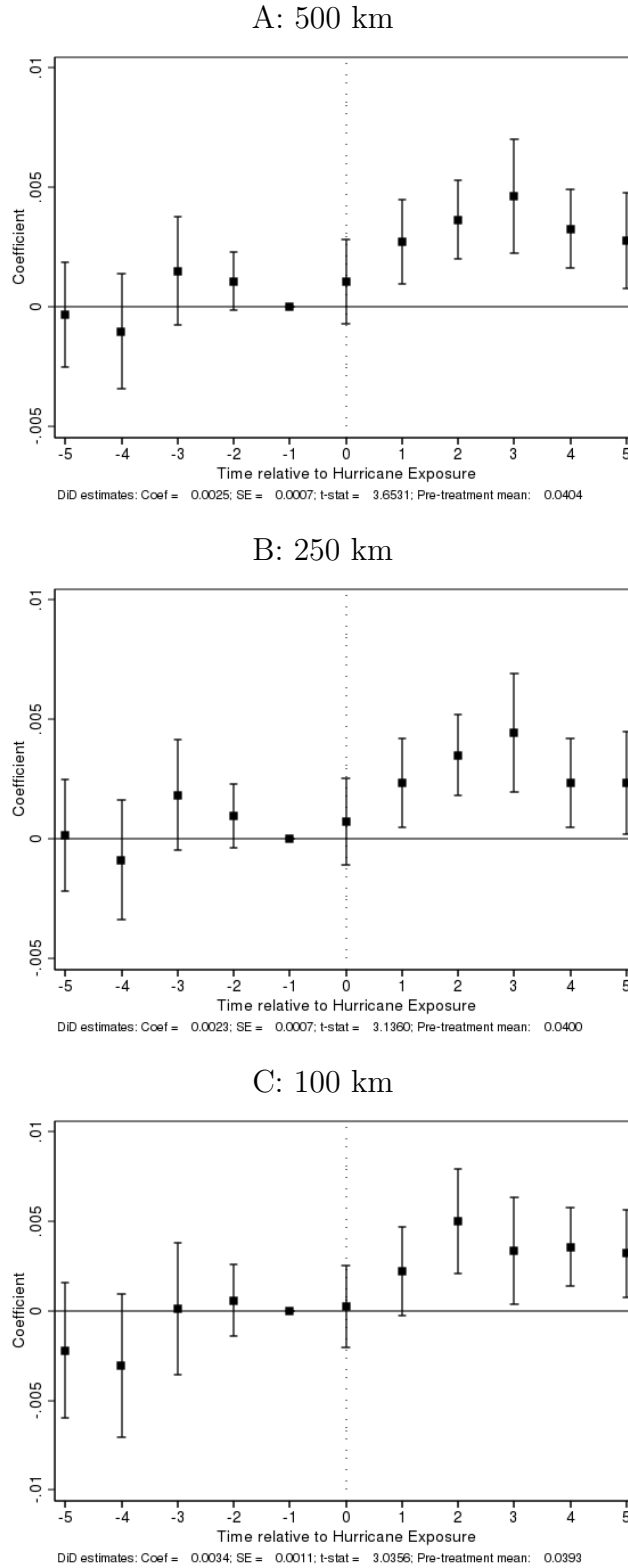 A: 500 km
.01
.005
0
-.005
Coefficient
-5 -4 -3 -2 -1 0 1 2 3 4 5
Time relative to Hurricane Exposure
DiD estimates: Coef = 0.0025; SE = 0.0007; t-stat = 3.6531; Pre-treatment mean: 0.0404
B: 250 km
.01
.005
0
-.005
Coefficient
-5 -4 -3 -2 -1 0 1 2 3 4 5
Time relative to Hurricane Exposure
DiD estimates: Coef = 0.0023; SE = 0.0007; t-stat = 3.1360; Pre-treatment mean: 0.0400
C: 100 km
.01
.005
0
-.005
-.01
Coefficient
-5 -4 -3 -2 -1 0 1 2 3 4 5
Time relative to Hurricane Exposure
DiD estimates: Coef = 0.0034; SE = 0.0011; t-stat = 3.0356; Pre-treatment mean: 0.0393